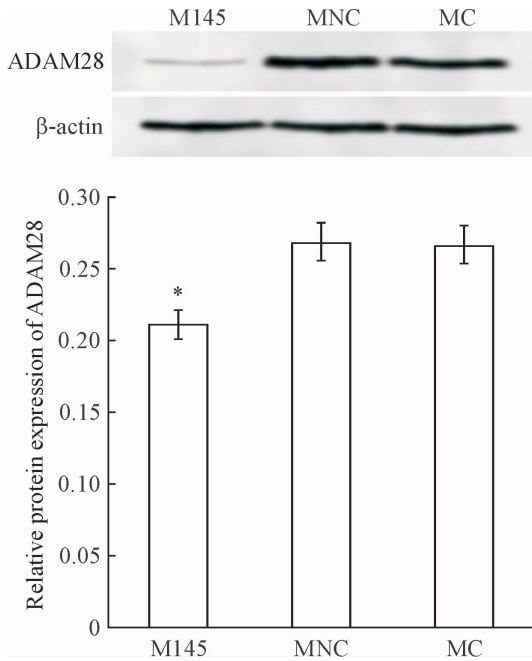 M145 MNC MC
ADAM28
β-actin
Relative protein expression of ADAM28
0.30
0.25
*
0.20
0.15
0.10
0.05
0
M145 MNC MC